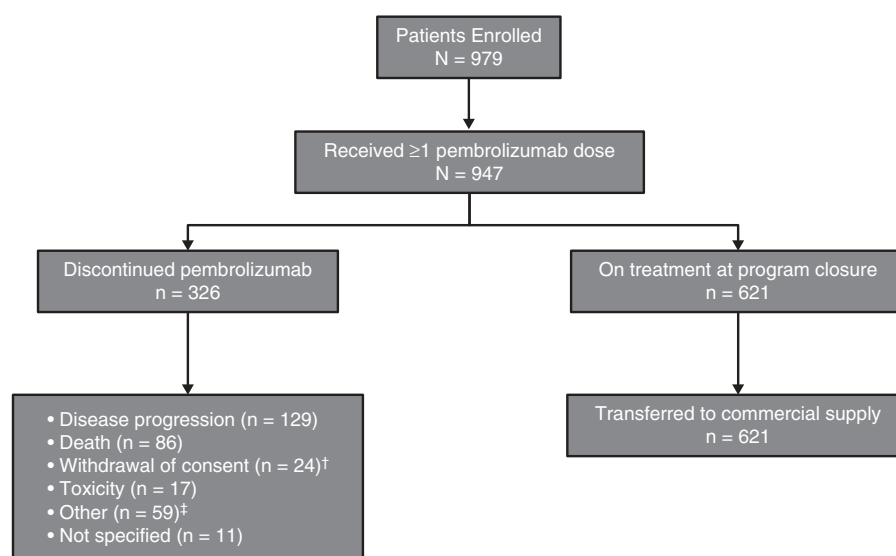 Patients Enrolled
N = 979
Received ≥1 pembrolizumab dose
N = 947
Discontinued pembrolizumab
n = 326
On treatment at program closure
n = 621
• Disease progression (n = 129)
• Death (n = 86)
• Withdrawal of consent (n = 24)†
• Toxicity (n = 17)
• Other (n = 59)‡
• Not specified (n = 11)
Transferred to commercial supply
n = 621